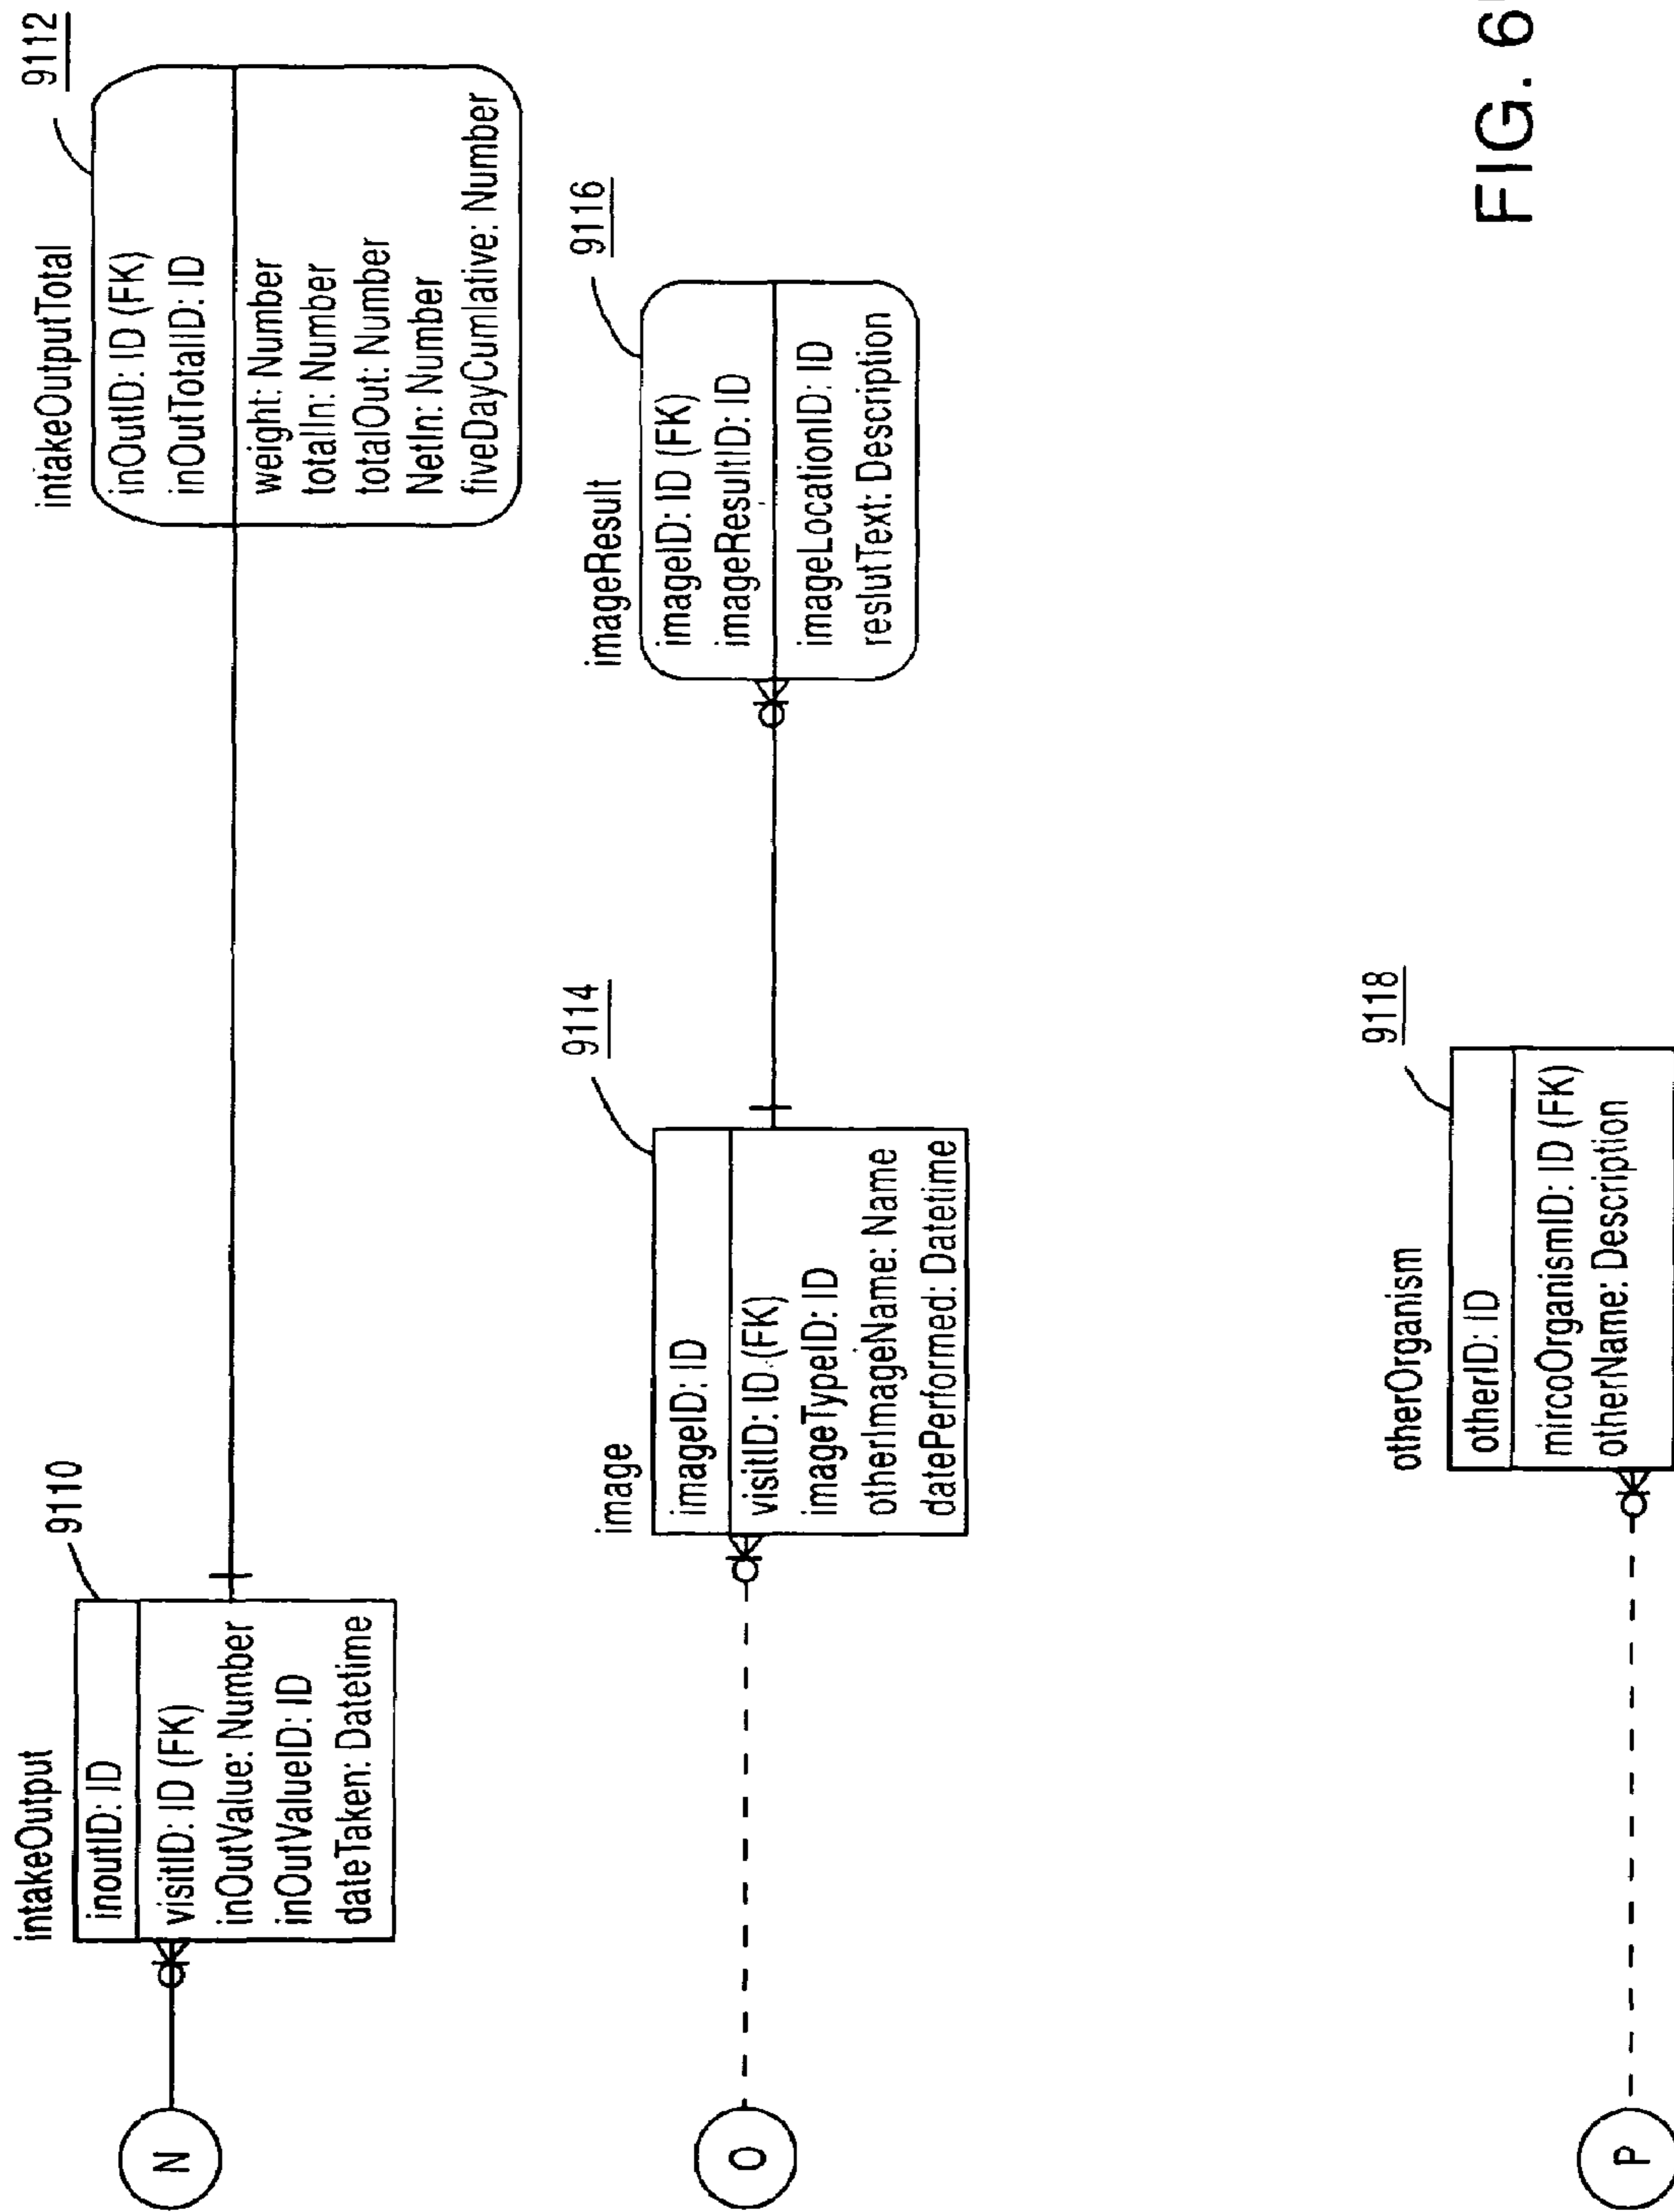 intakeOutput
9110
inoutID: ID
visitID: ID (FK)
inOutValue: Number
inOutValueID: ID
dateTaken: Datetime
N
intakeOutputTotal
9112
inOutID: ID (FK)
inOutTotalID: ID
weight: Number
totalIn: Number
totalOut: Number
NetIn: Number
fiveDayCumlative: Number
image
9114
imageID: ID
visitID: ID (FK)
imageTypeID: ID
otherImageName: Name
datePerformed: Datetime
O
imageResult
9116
imageID: ID (FK)
imageResultID: ID
imageLocationID: ID
reslutText: Description
otherOrganism
9118
otherID: ID
mircoOrganismID: ID (FK)
otherName: Description
P
FIG. 6